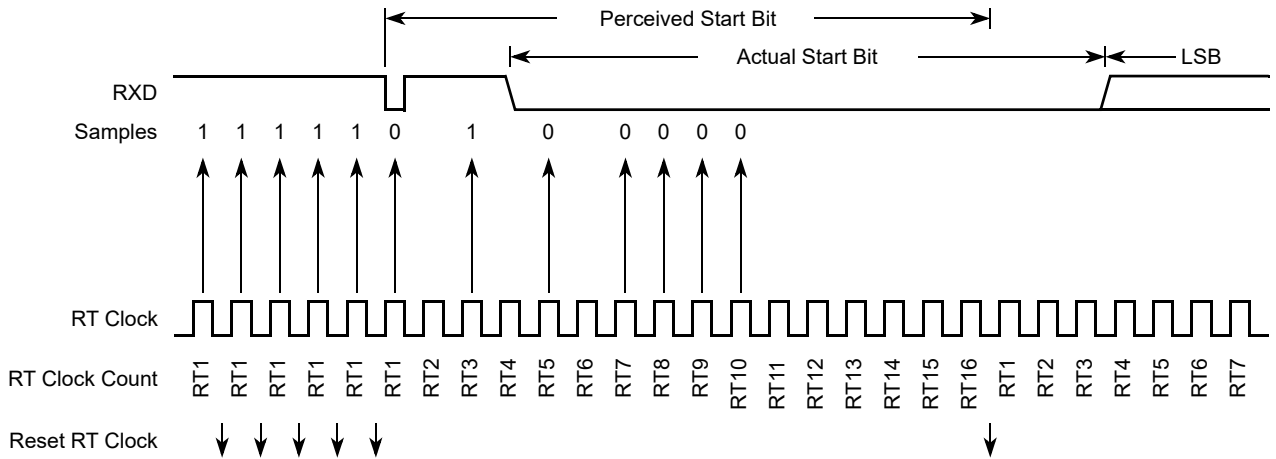 Perceived Start Bit
Actual Start Bit LSB
RXD
Samples 1 1 1 1 1 0 1 0 0 0 0 0
RT Clock
RT Clock Count RT1 RT1 RT1 RT1 RT1 RT1 RT2 RT3 RT4 RT5 RT6 RT7 RT8 RT9 RT10 RT11 RT12 RT13 RT14 RT15 RT16 RT1 RT2 RT3 RT4 RT5 RT6 RT7
Reset RT Clock